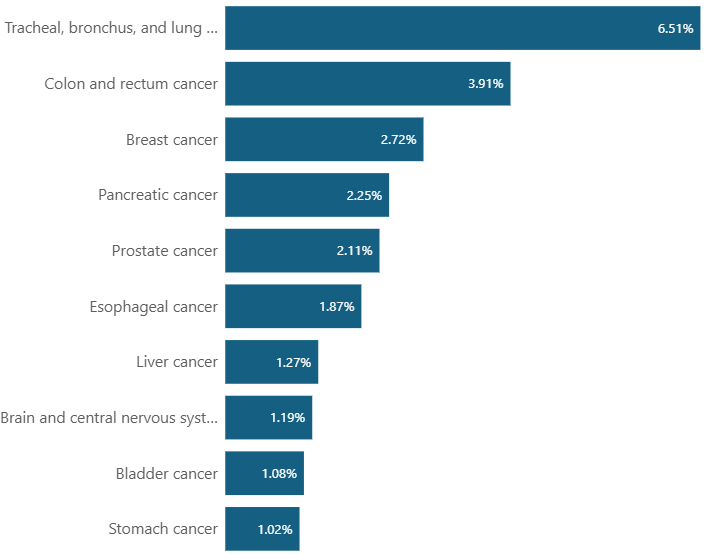 Tracheal, bronchus, and lung ... 6.51%
Colon and rectum cancer 3.91%
Breast cancer 2.72%
Pancreatic cancer 2.25%
Prostate cancer 2.11%
Esophageal cancer 1.87%
Liver cancer 1.27%
Brain and central nervous syst... 1.19%
Bladder cancer 1.08%
Stomach cancer 1.02%